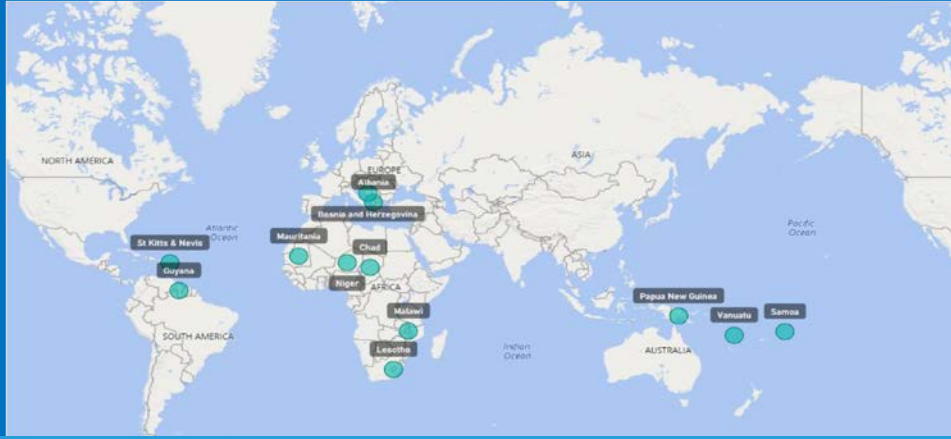 NORTH AMERICA
ASIA
EUROPE
Albania
Bosnia and Herzegovina
Atlantic
Ocean
Pacific
Ocean
Mauritania
St Kitts & Nevis
Chad
Guyana
Niger
AFRICA
Papua New Guinea
Malawi
Vanuatu
Samoa
SOUTH AMERICA
Lesotho
Indian
Ocean
AUSTRALIA